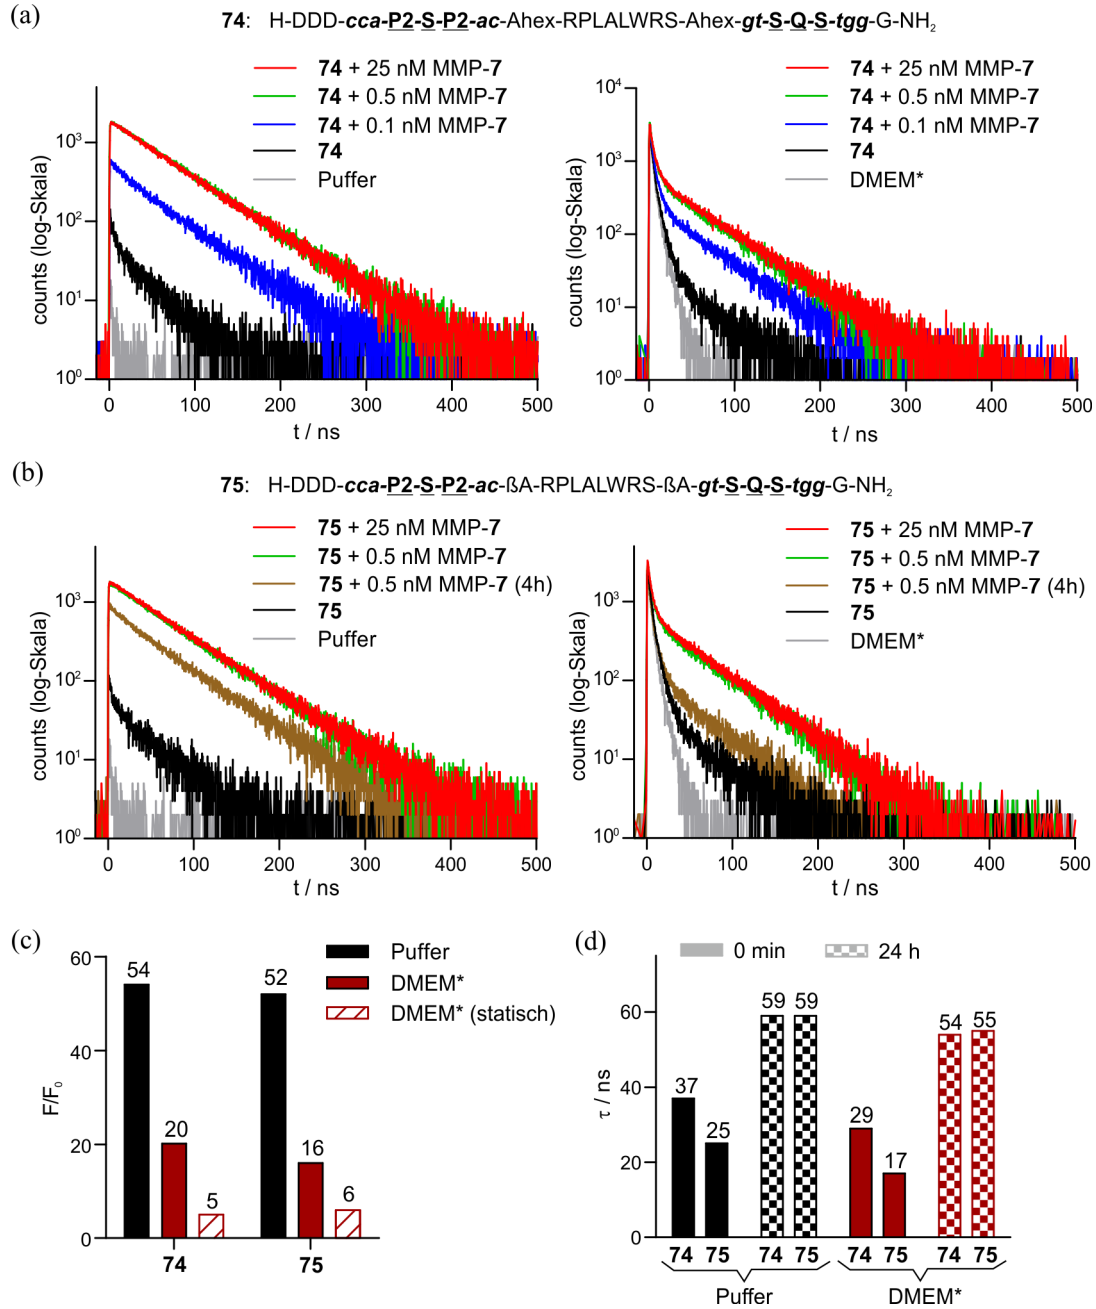 (a)
74: H-DDD-cca-P2-S-P2-ac-Ahex-RPLALWRS-Ahex-gt-S-Q-S-tgg-G-NH2
74 + 25 nM MMP-7
74 + 0.5 nM MMP-7
74 + 0.1 nM MMP-7
74
Puffer
counts (log-Skala)
10^3
10^2
10^1
10^0
0 100 200 300 400 500
t / ns
74 + 25 nM MMP-7
74 + 0.5 nM MMP-7
74 + 0.1 nM MMP-7
74
DMEM*
counts (log-Skala)
10^4
10^3
10^2
10^1
10^0
0 100 200 300 400 500
t / ns
(b)
75: H-DDD-cca-P2-S-P2-ac-ßA-RPLALWRS-ßA-gt-S-Q-S-tgg-G-NH2
75 + 25 nM MMP-7
75 + 0.5 nM MMP-7
75 + 0.5 nM MMP-7 (4h)
75
Puffer
counts (log-Skala)
10^3
10^2
10^1
10^0
0 100 200 300 400 500
t / ns
75 + 25 nM MMP-7
75 + 0.5 nM MMP-7
75 + 0.5 nM MMP-7 (4h)
75
DMEM*
counts (log-Skala)
10^3
10^2
10^1
10^0
0 100 200 300 400 500
t / ns
(c)
Puffer
DMEM*
DMEM* (statisch)
F/F0
60
40
20
0
54 20 5
52 16 6
74 75
(d)
0 min 24 h
τ / ns
60
40
20
0
37 25 59 59 29 17 54 55
74 75 74 75 74 75 74 75
Puffer DMEM*